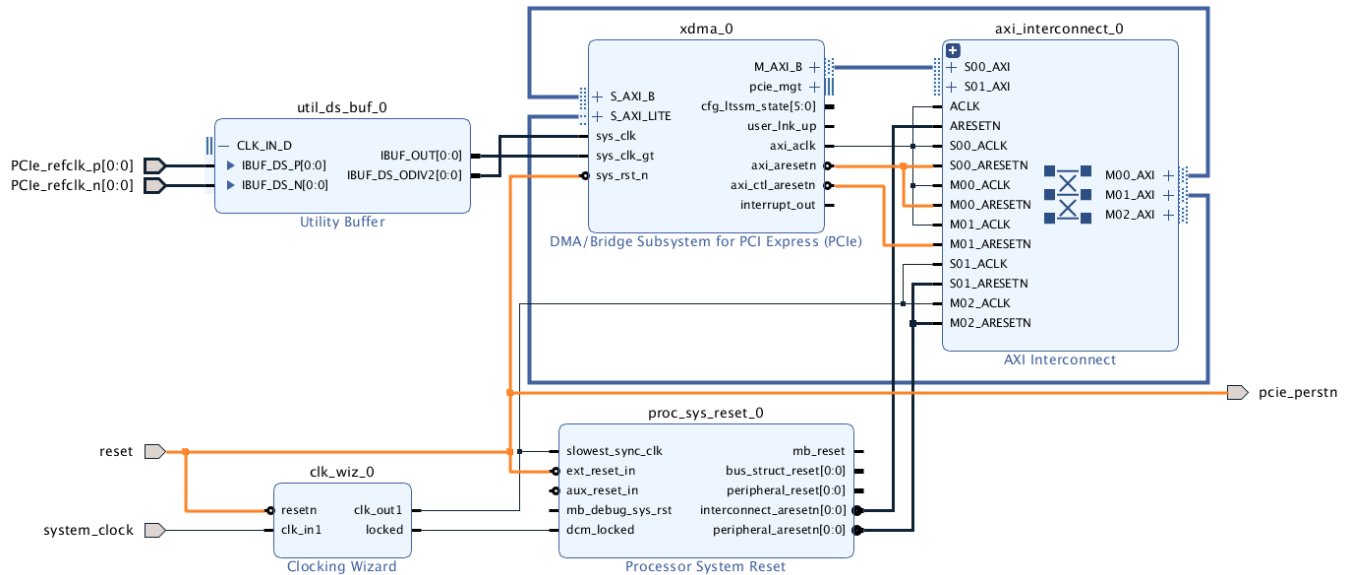 xdma_0
axi_interconnect_0
M_AXI_B
pcie_mgt
cfg_ltssm_state[5:0]
user_lnk_up
axi_aclk
axi_aresetn
axi_ctl_aresetn
interrupt_out
S_AXI_B
S_AXI_LITE
sys_clk
sys_clk_gt
sys_rst_n
DMA/Bridge Subsystem for PCI Express (PCIe)
S00_AXI
S01_AXI
ACLK
ARESETN
S00_ACLK
S00_ARESETN
M00_ACLK
M00_ARESETN
M01_ACLK
M01_ARESETN
S01_ACLK
S01_ARESETN
M02_ACLK
M02_ARESETN
M00_AXI
M01_AXI
M02_AXI
AXI Interconnect
util_ds_buf_0
CLK_IN_D
IBUF_DS_P[0:0]
IBUF_DS_N[0:0]
IBUF_OUT[0:0]
IBUF_DS_ODIV2[0:0]
Utility Buffer
PCIe_refclk_p[0:0]
PCIe_refclk_n[0:0]
pcie_perstn
reset
system_clock
clk_wiz_0
resetn
clk_in1
clk_out1
locked
Clocking Wizard
proc_sys_reset_0
slowest_sync_clk
ext_reset_in
aux_reset_in
mb_debug_sys_rst
dcm_locked
mb_reset
bus_struct_reset[0:0]
peripheral_reset[0:0]
interconnect_aresetn[0:0]
peripheral_aresetn[0:0]
Processor System Reset